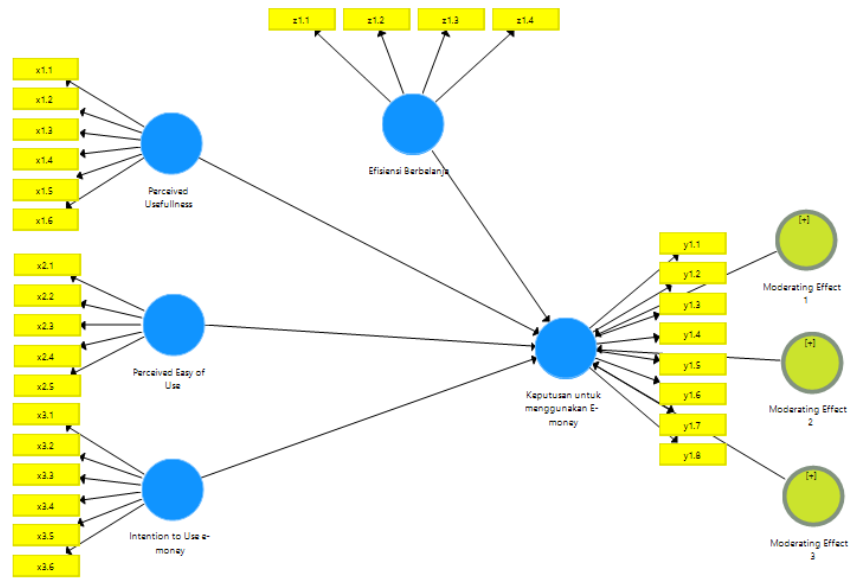 z1.1
z1.2
z1.3
z1.4
Efisiensi Berbelanja
x1.1
x1.2
x1.3
x1.4
x1.5
x1.6
Perceived
Usefullness
x2.1
x2.2
x2.3
x2.4
x2.5
Perceived Easy of
Use
x3.1
x3.2
x3.3
x3.4
x3.5
x3.6
Intention to Use e-
money
Keputusan untuk
menggunakan E-
money
y1.1
y1.2
y1.3
y1.4
y1.5
y1.6
y1.7
y1.8
[+]
Moderating Effect
1
[+]
Moderating Effect
2
[+]
Moderating Effect
3